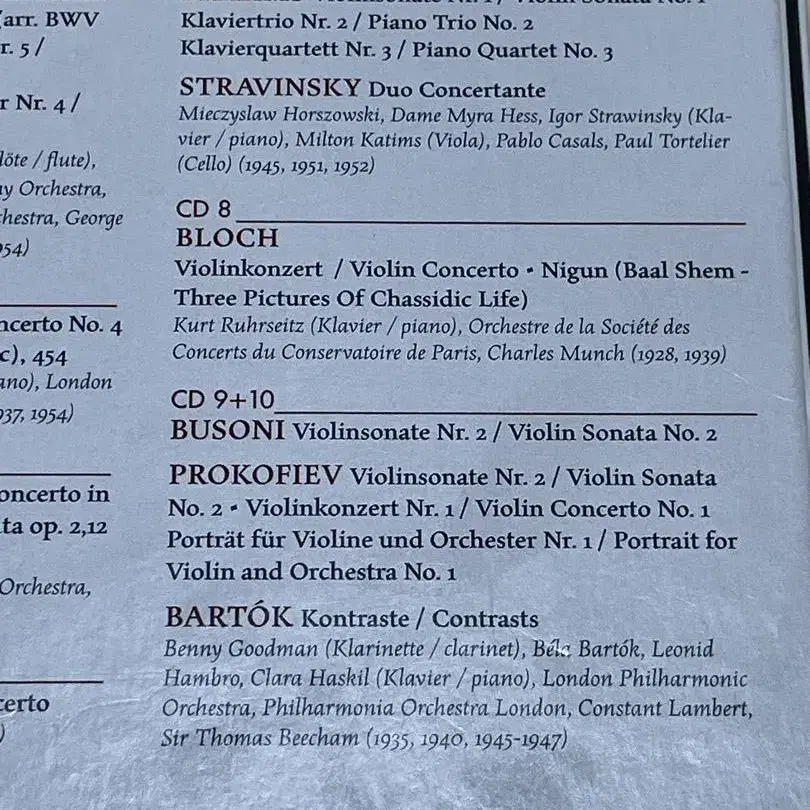 (arr. BWV
r. 5 /
r Nr. 4 /
löte / flute),
Orchestra,
chestra, George
954)
ncerto No. 4
c), 454
ano), London
937, 1954)
oncerto in
ta op. 2,12
Orchestra,
certo
)
Klaviertrio Nr. 2 / Piano Trio No. 2
Klavierquartett Nr. 3 / Piano Quartet No. 3
STRAVINSKY Duo Concertante
Mieczyslaw Horszowski, Dame Myra Hess, Igor Strawinsky (Kla-
vier / piano), Milton Katims (Viola), Pablo Casals, Paul Tortelier
(Cello) (1945, 1951, 1952)
CD 8
BLOCH
Violinkonzert / Violin Concerto • Nigun (Baal Shem -
Three Pictures Of Chassidic Life)
Kurt Ruhrseitz (Klavier / piano), Orchestre de la Société des
Concerts du Conservatoire de Paris, Charles Munch (1928, 1939)
CD 9+10
BUSONI Violinsonate Nr. 2 / Violin Sonata No. 2
PROKOFIEV Violinsonate Nr. 2 / Violin Sonata
No. 2 • Violinkonzert Nr. 1 / Violin Concerto No. 1
Porträt für Violine und Orchester Nr. 1 / Portrait for
Violin and Orchestra No. 1
BARTÓK Kontraste / Contrasts
Benny Goodman (Klarinette / clarinet), Béla Bartók, Leonid
Hambro, Clara Haskil (Klavier / piano), London Philharmonic
Orchestra, Philharmonia Orchestra London, Constant Lambert,
Sir Thomas Beecham (1935, 1940, 1945-1947)